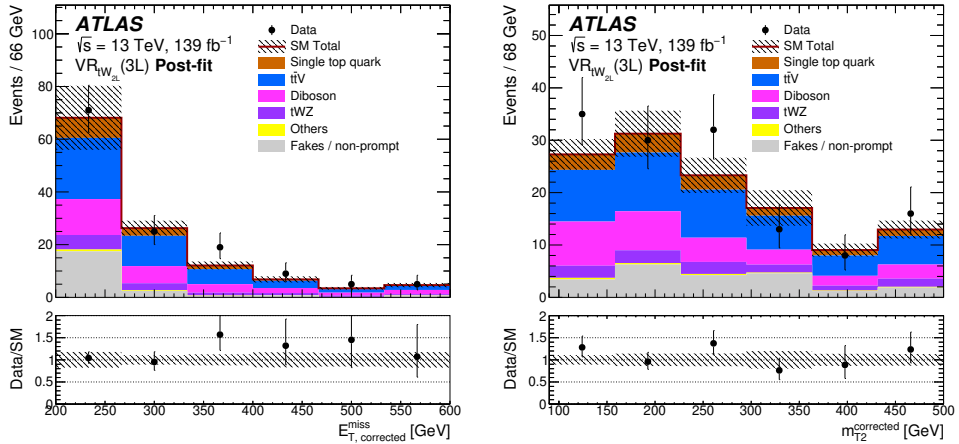 ATLAS
√s = 13 TeV, 139 fb⁻¹
VR_tW_2L (3L) Post-fit
Data
SM Total
Single top quark
tt̄V
Diboson
tWZ
Others
Fakes / non-prompt
Events / 66 GeV
100
80
60
40
20
0
Data/SM
2
1.5
1
0.5
0
200 250 300 350 400 450 500 550 600
E_T, corrected^miss [GeV]
ATLAS
√s = 13 TeV, 139 fb⁻¹
VR_tW_2L (3L) Post-fit
Data
SM Total
Single top quark
tt̄V
Diboson
tWZ
Others
Fakes / non-prompt
Events / 68 GeV
50
40
30
20
10
0
Data/SM
2
1.5
1
0.5
0
100 150 200 250 300 350 400 450 500
m_T2^corrected [GeV]